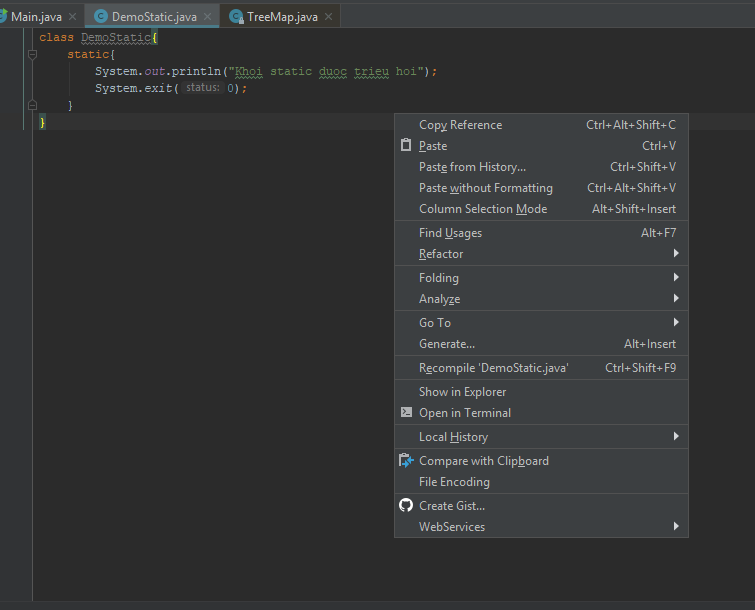 Main.java
DemoStatic.java
TreeMap.java
class DemoStatic{
static{
System.out.println("Khoi static duoc trieu hoi");
System.exit( status: 0);
}
}
Copy Reference Ctrl+Alt+Shift+C
Paste Ctrl+V
Paste from History... Ctrl+Shift+V
Paste without Formatting Ctrl+Alt+Shift+V
Column Selection Mode Alt+Shift+Insert
Find Usages Alt+F7
Refactor
Folding
Analyze
Go To
Generate... Alt+Insert
Recompile 'DemoStatic.java' Ctrl+Shift+F9
Show in Explorer
Open in Terminal
Local History
Compare with Clipboard
File Encoding
Create Gist...
WebServices